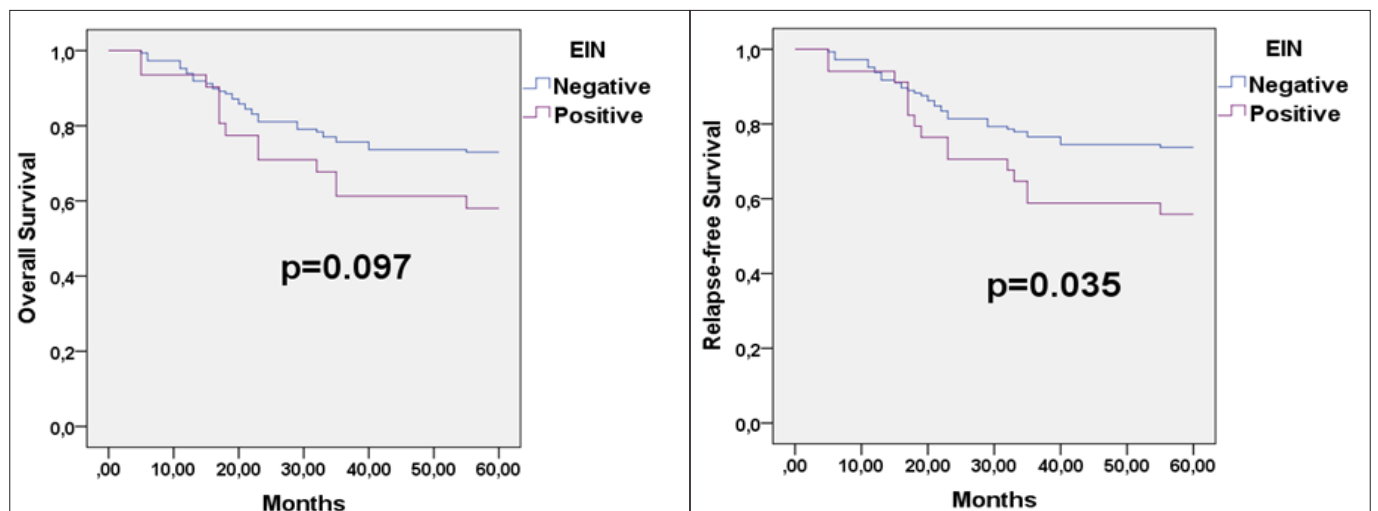 EIN
Negative
Positive
Overall Survival
1,0
0,8
0,6
0,4
0,2
0,0
p=0.097
,00 10,00 20,00 30,00 40,00 50,00 60,00
Months
EIN
Negative
Positive
Relapse-free Survival
1,0
0,8
0,6
0,4
0,2
0,0
p=0.035
,00 10,00 20,00 30,00 40,00 50,00 60,00
Months